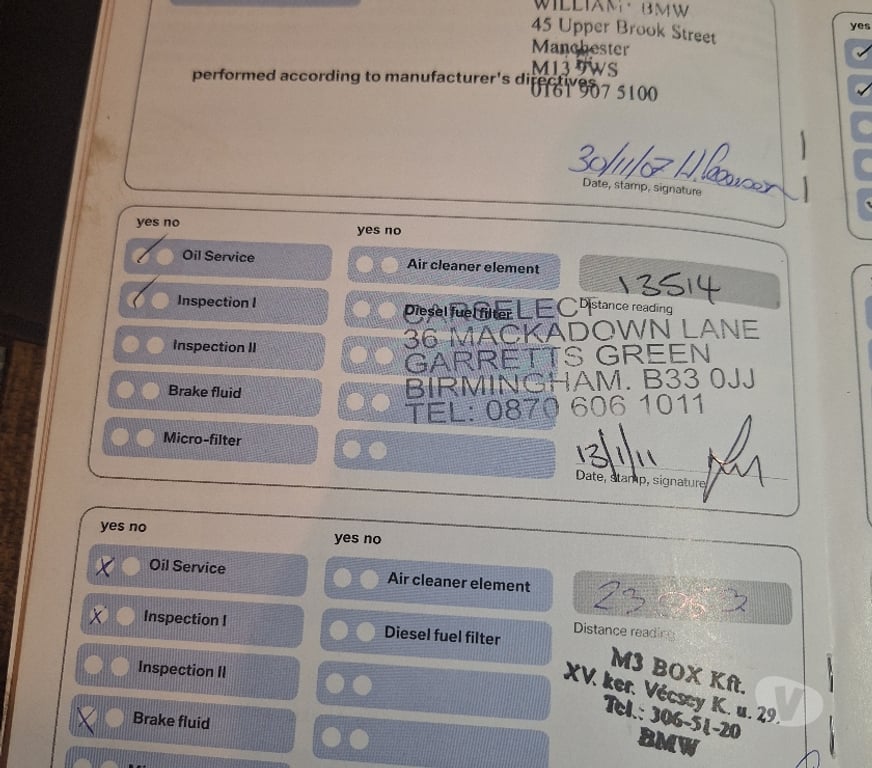 WILLIAM BMW
45 Upper Brook Street
Manchester
M13 9WS
0161 907 5100
performed according to manufacturer's directives
30/11/07
Date, stamp, signature
yes
yes no
Oil Service
Inspection I
Inspection II
Brake fluid
Micro-filter
yes no
Air cleaner element
Diesel fuel filter
13514
Distance reading
CARSELECT
36 MACKADOWN LANE
GARRETTS GREEN
BIRMINGHAM. B33 0JJ
TEL: 0870 606 1011
13/1/11
Date, stamp, signature
yes no
Oil Service
Inspection I
Inspection II
Brake fluid
yes no
Air cleaner element
Diesel fuel filter
Distance reading
M3 BOX Kft.
XV. ker. Vécsey K. u. 29.
Tel.: 306-51-20
BMW
V